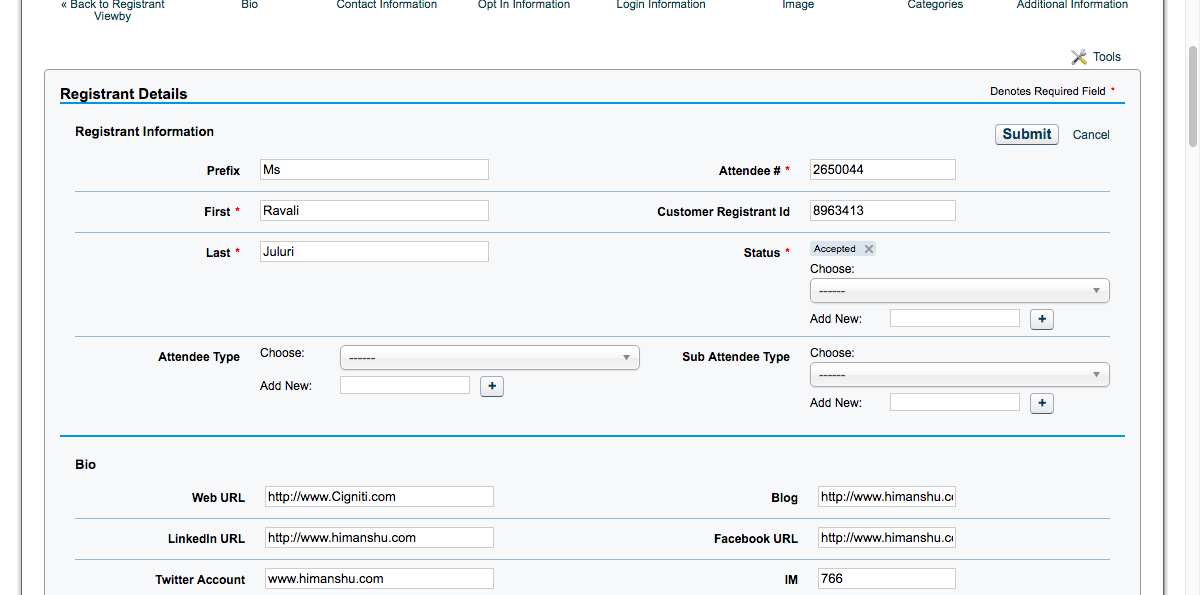 « Back to Registrant Viewby
Bio
Contact Information
Opt In Information
Login Information
Image
Categories
Additional Information
Tools
Registrant Details
Denotes Required Field *
Registrant Information
Submit
Cancel
Prefix Ms
Attendee # * 2650044
First * Ravali
Customer Registrant Id 8963413
Last * Juluri
Status * Accepted
Choose:
------
Add New: +
Attendee Type Choose: ------
Add New: +
Sub Attendee Type Choose:
------
Add New: +
Bio
Web URL http://www.Cigniti.com
Blog http://www.himanshu.c
LinkedIn URL http://www.himanshu.com
Facebook URL http://www.himanshu.c
Twitter Account www.himanshu.com
IM 766